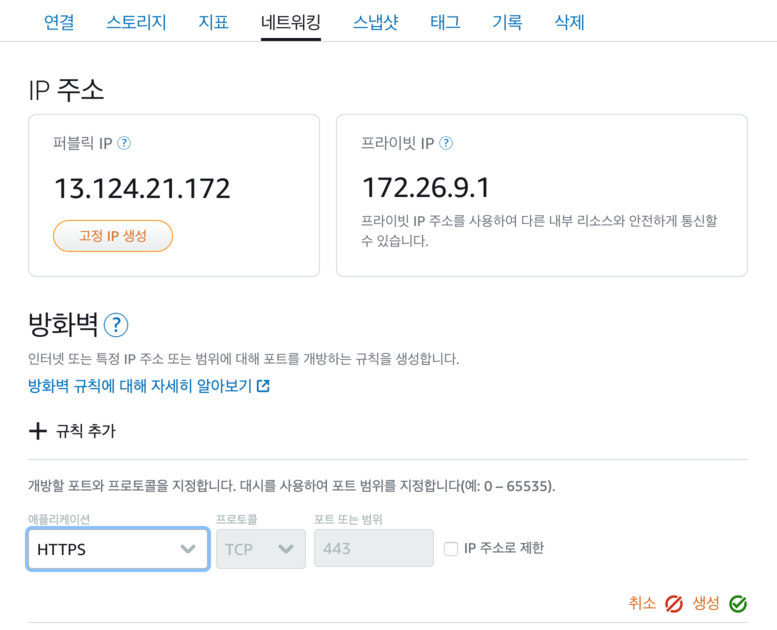 연결 스토리지 지표 네트워킹 스냅샷 태그 기록 삭제
IP 주소
퍼블릭 IP ?
13.124.21.172
고정 IP 생성
프라이빗 IP ?
172.26.9.1
프라이빗 IP 주소를 사용하여 다른 내부 리소스와 안전하게 통신할
수 있습니다.
방화벽 ?
인터넷 또는 특정 IP 주소 또는 범위에 대해 포트를 개방하는 규칙을 생성합니다.
방화벽 규칙에 대해 자세히 알아보기
+ 규칙 추가
개방할 포트와 프로토콜을 지정합니다. 대시를 사용하여 포트 범위를 지정합니다(예: 0 – 65535).
애플리케이션 프로토콜 포트 또는 범위
HTTPS TCP 443 IP 주소로 제한
취소 생성